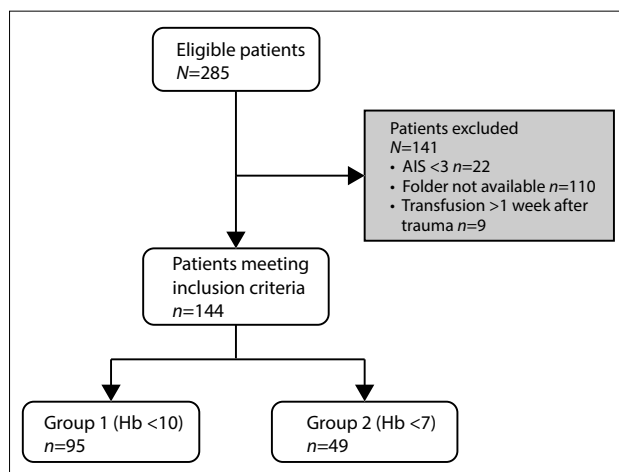 Eligible patients
N=285
Patients excluded
N=141
• AIS <3 n=22
• Folder not available n=110
• Transfusion >1 week after
trauma n=9
Patients meeting
inclusion criteria
n=144
Group 1 (Hb <10)
n=95
Group 2 (Hb <7)
n=49